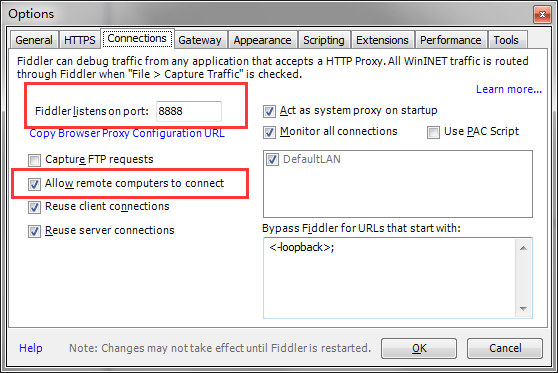 Options
General HTTPS Connections Gateway Appearance Scripting Extensions Performance Tools
Fiddler can debug traffic from any application that accepts a HTTP Proxy. All WinINET traffic is routed
through Fiddler when "File > Capture Traffic" is checked.
Learn more...
Fiddler listens on port: 8888
Copy Browser Proxy Configuration URL
Capture FTP requests
Allow remote computers to connect
Reuse client connections
Reuse server connections
Act as system proxy on startup
Monitor all connections Use PAC Script
DefaultLAN
Bypass Fiddler for URLs that start with:
<-loopback>;
Help Note: Changes may not take effect until Fiddler is restarted. OK Cancel